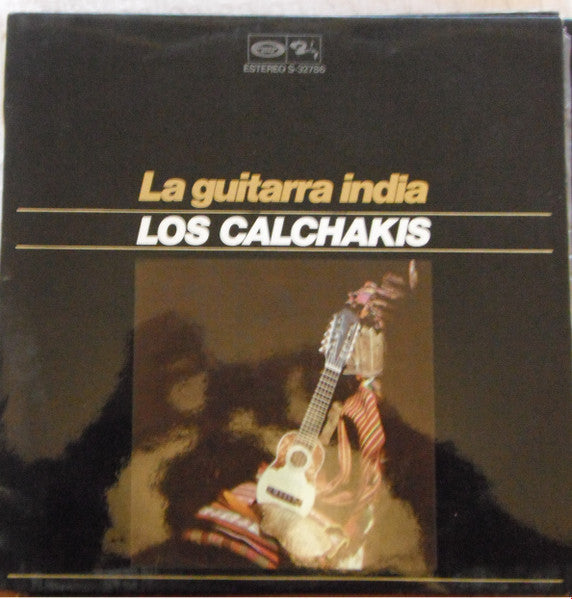 ESTEREO S-32786
La guitarra india
LOS CALCHAKIS